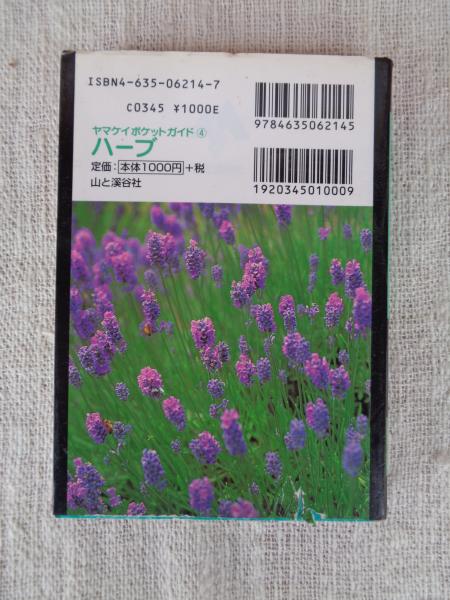 ISBN4-635-06214-7
C0345 ¥1000E
ヤマケイポケットガイド④
ハーブ
定価：本体1000円＋税
山と溪谷社
9784635062145
1920345010009